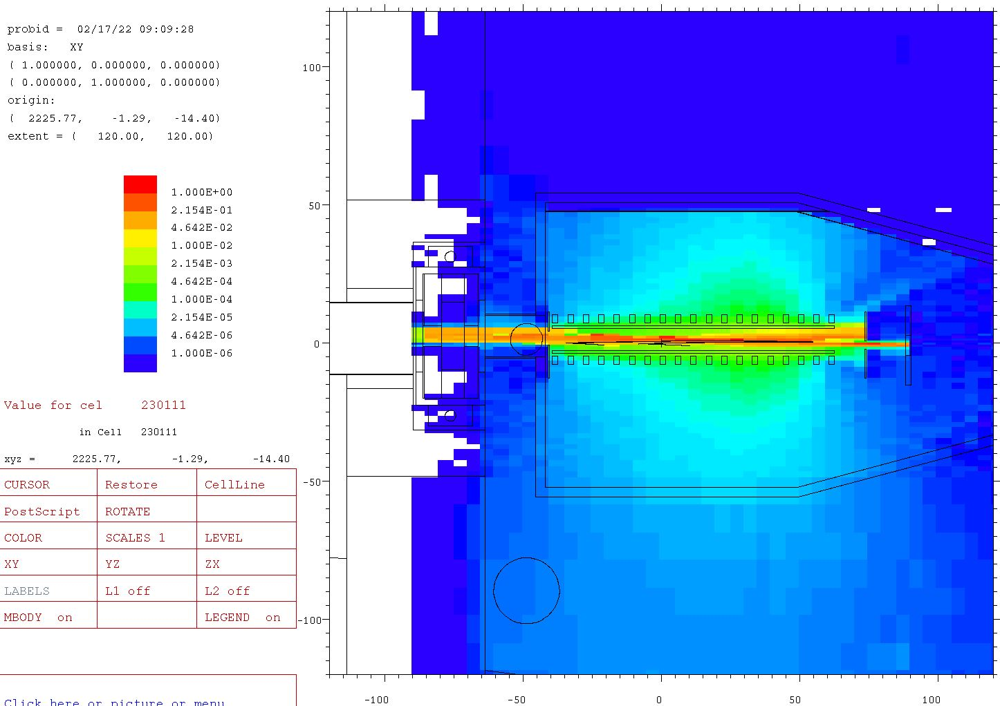 probid =  02/17/22 09:09:28
basis:   XY
( 1.000000, 0.000000, 0.000000)
( 0.000000, 1.000000, 0.000000)
origin:
(  2225.77,    -1.29,   -14.40)
extent = (   120.00,   120.00)
1.000E+00
2.154E-01
4.642E-02
1.000E-02
2.154E-03
4.642E-04
1.000E-04
2.154E-05
4.642E-06
1.000E-06
Value for cel     230111
in Cell   230111
xyz =      2225.77,       -1.29,      -14.40
CURSOR Restore CellLine
PostScript ROTATE
COLOR SCALES 1 LEVEL
XY YZ ZX
LABELS L1 off L2 off
MBODY  on LEGEND  on
Click here or picture or menu
100
50
0
-50
-100
-100 -50 0 50 100